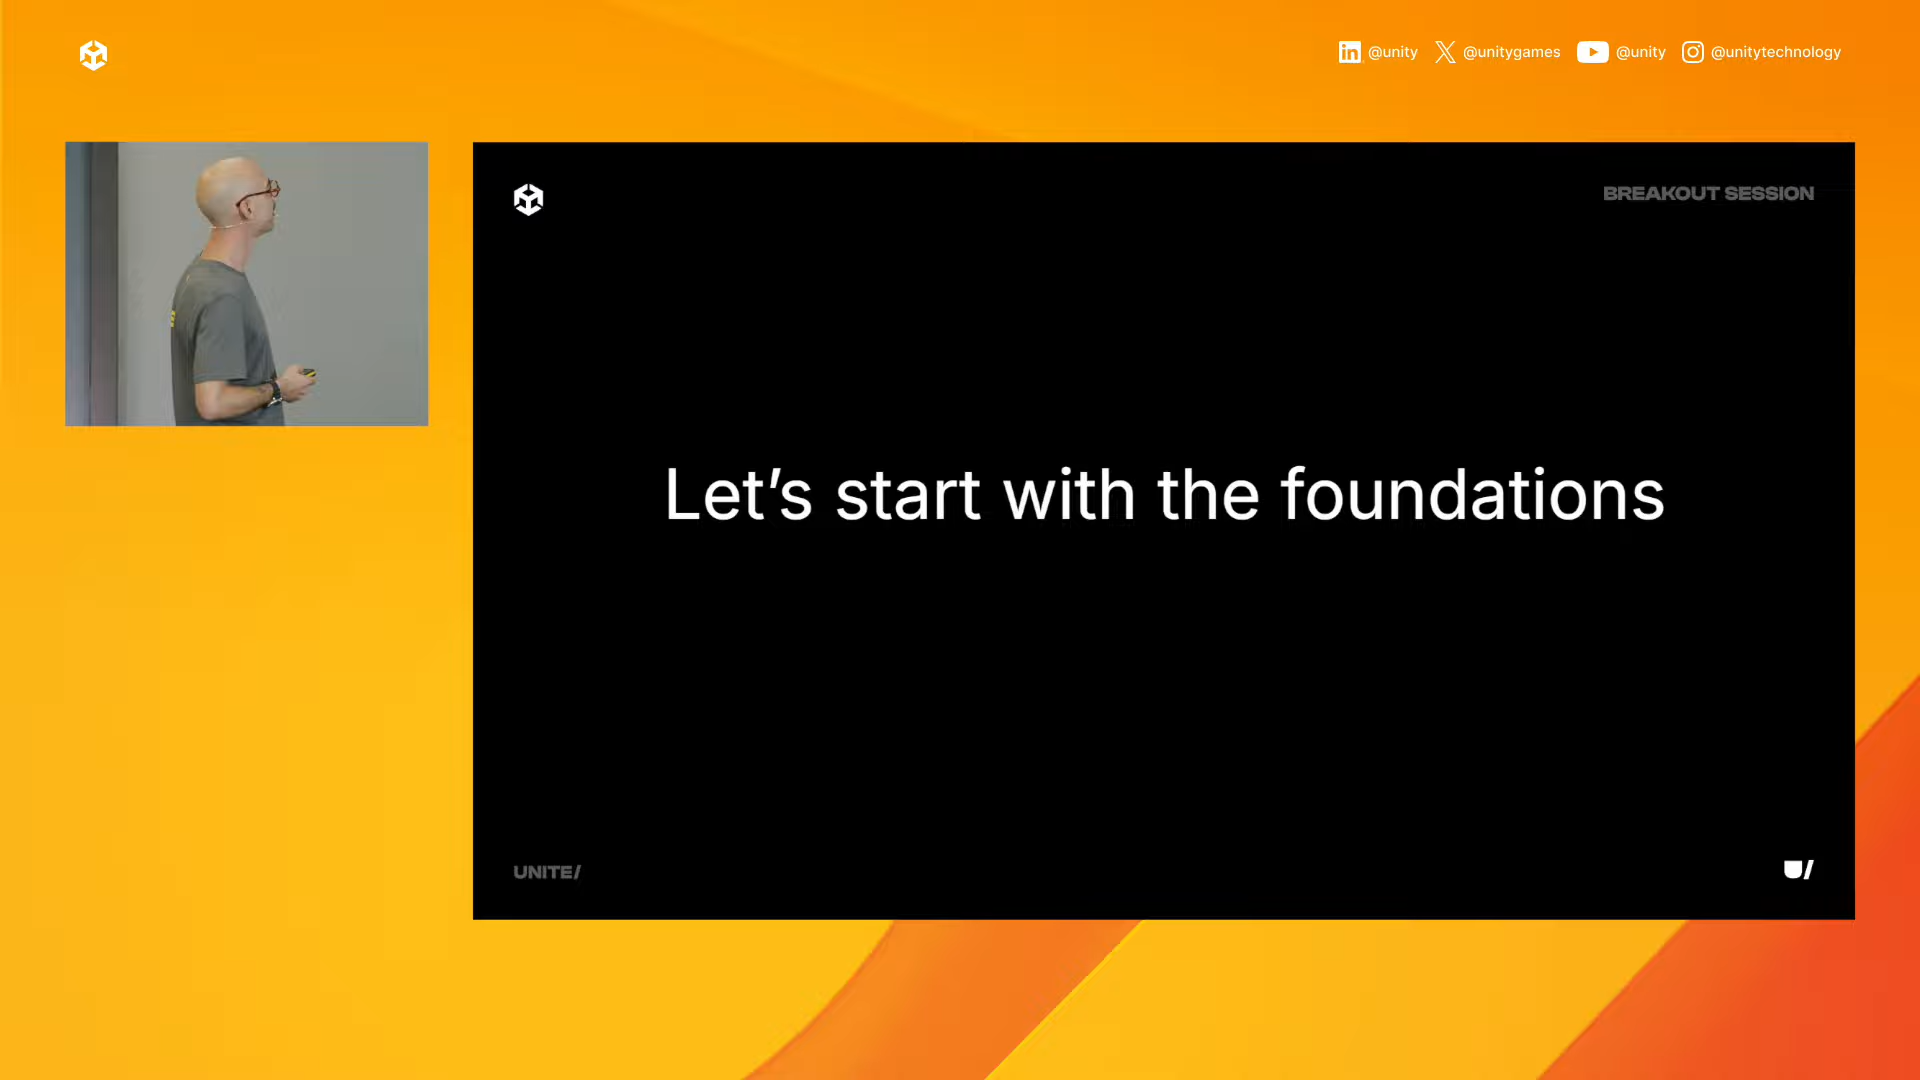 @unity @unitygames @unity @unitytechnology
BREAKOUT SESSION
Let’s start with the foundations
UNITE/
U/